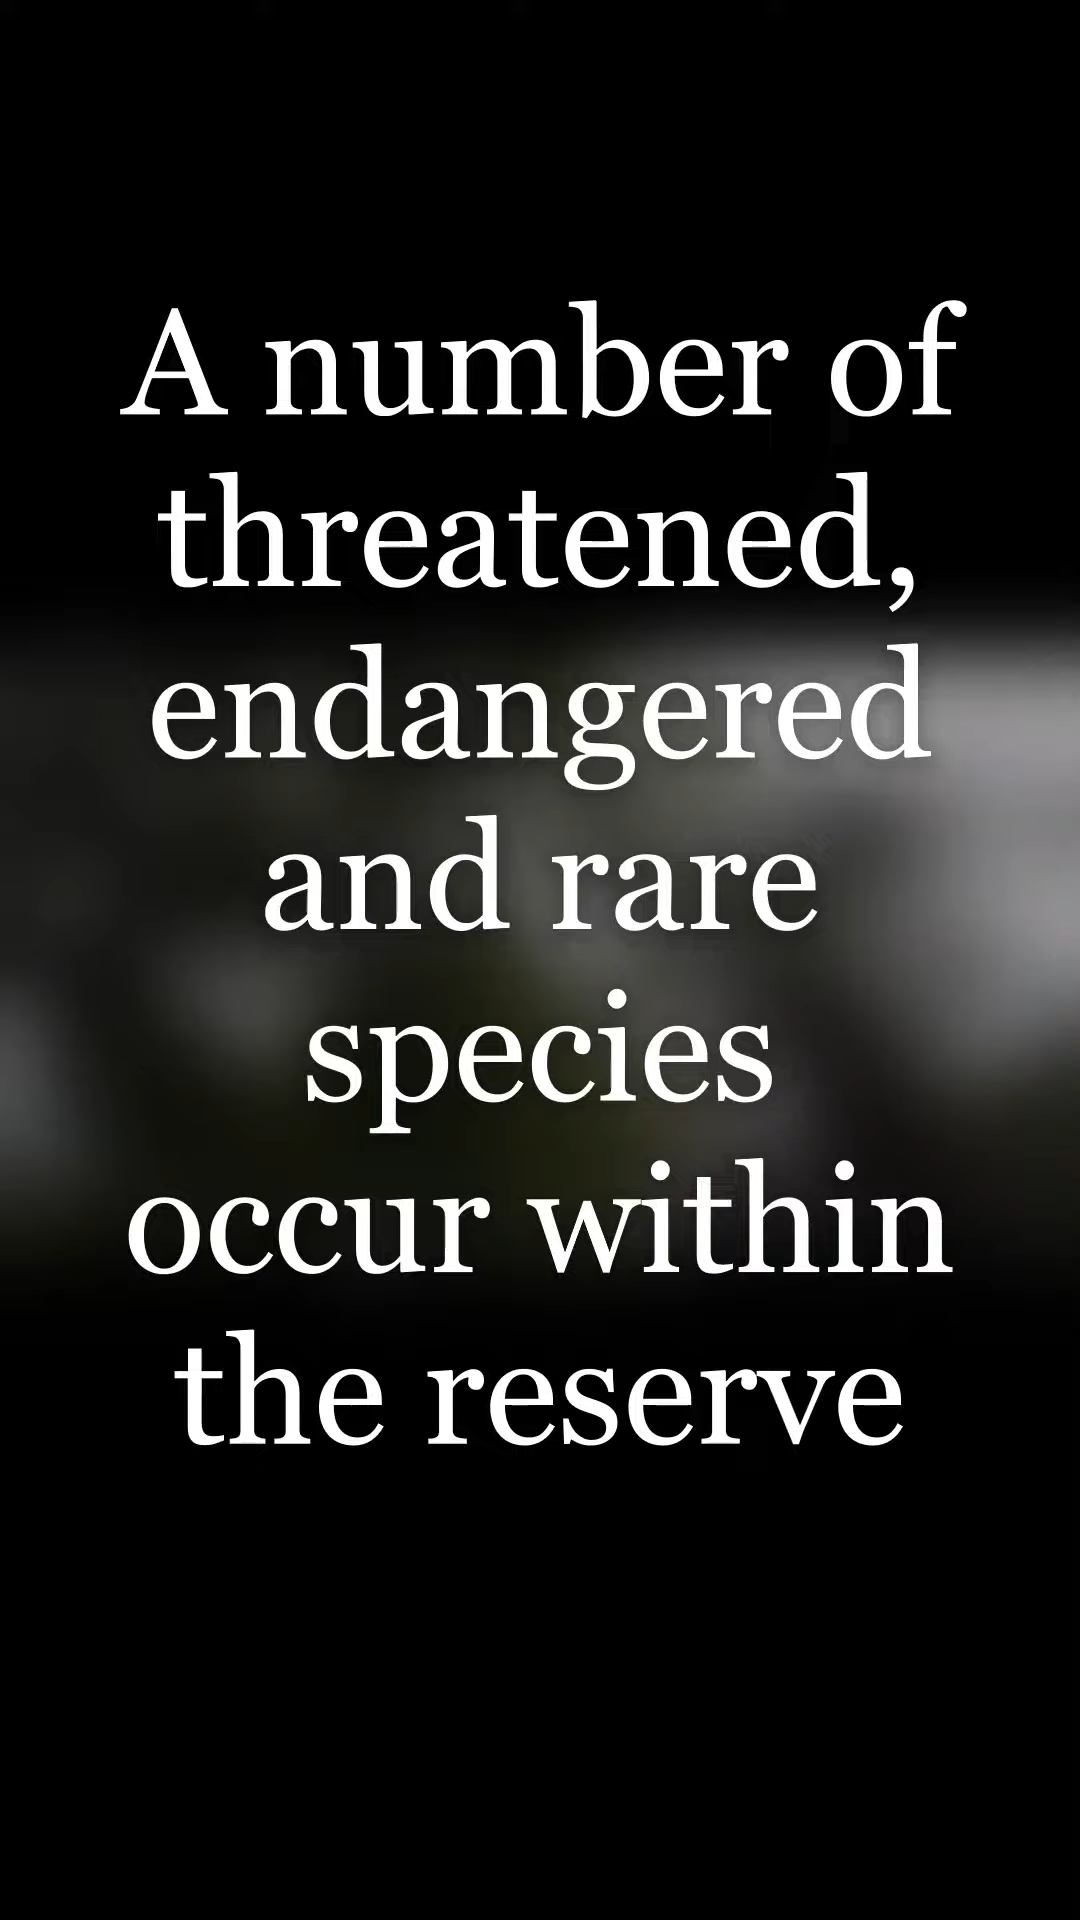 A number of
threatened,
endangered
and rare
species
occur within
the reserve